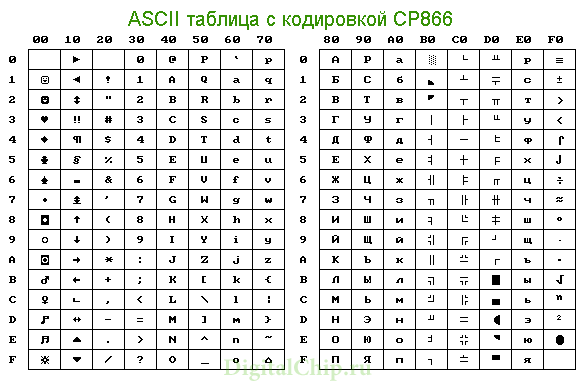 ASCII таблица с кодировкой CP866
00 10 20 30 40 50 60 70 80 90 A0 B0 C0 D0 E0 F0
0 ► 0 @ P ` p 0 А Р а ░ └ ╨ р ≡
1 ☺ ◄ ! 1 A Q a q 1 Б С б ┴ ╤ с ±
2 ☻ ↕ " 2 B R b r 2 В Т в ┬ ╥ т
3 ♥ ‼ # 3 C S c s 3 Г У г │ ├ ╙ у
4 ♦ ¶ $ 4 D T d t 4 Д Ф д ┤ ─ ╘ ф ⌠
5 ♣ § % 5 E U e u 5 Е Х е ╡ ┼ ╒ х ⌡
6 ♠ ▬ & 6 F V f v 6 Ж Ц ж ╢ ╞ ╓ ц ÷
7 • ↨ ' 7 G W g w 7 З Ч з ╖ ╟ ╫ ч ≈
8 ◘ ↑ ( 8 H X h x 8 И Ш и ╕ ╚ ╪ ш °
9 ○ ↓ ) 9 I Y i y 9 Й Щ й ╣ ╔ ┘ щ ·
A ◙ → * : J Z j z A К Ъ к ║ ╩ ┌ ъ ·
B ♂ ← + ; K [ k { B Л Ы л ╗ ╦ █ ы √
C ♀ ∟ , < L \ l ¦ C М Ь м ╝ ╠ ▄ ь ⁿ
D ♪ ↔ - = M ] m } D Н Э н ╜ ═ ▌ э ²
E ♫ ▲ . > N ^ n ~ E О Ю о ╛ ╬ ▐ ю
F ☼ ▼ / ? O _ o ⌂ F П Я п ┐ ╧ ▀ я
DigitalChip.ru